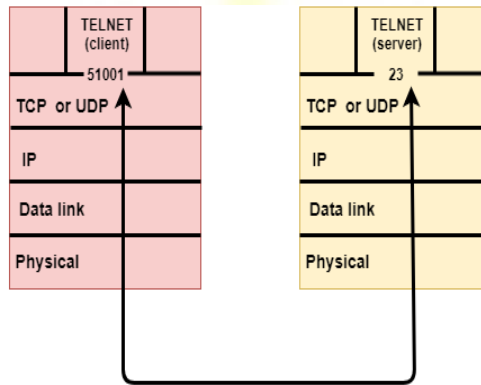 TELNET
(client)
51001
TCP or UDP
IP
Data link
Physical
TELNET
(server)
23
TCP or UDP
IP
Data link
Physical